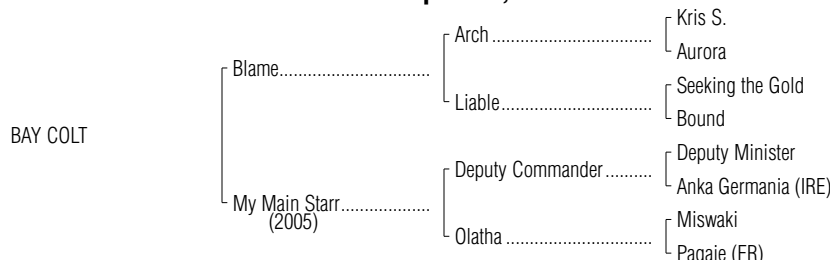 Kris S.
Arch
Aurora
Blame
Seeking the Gold
Liable
Bound
BAY COLT
Deputy Minister
Deputy Commander
Anka Germania (IRE)
My Main Starr
(2005)
Miswaki
Olatha
Pagaie (FR)